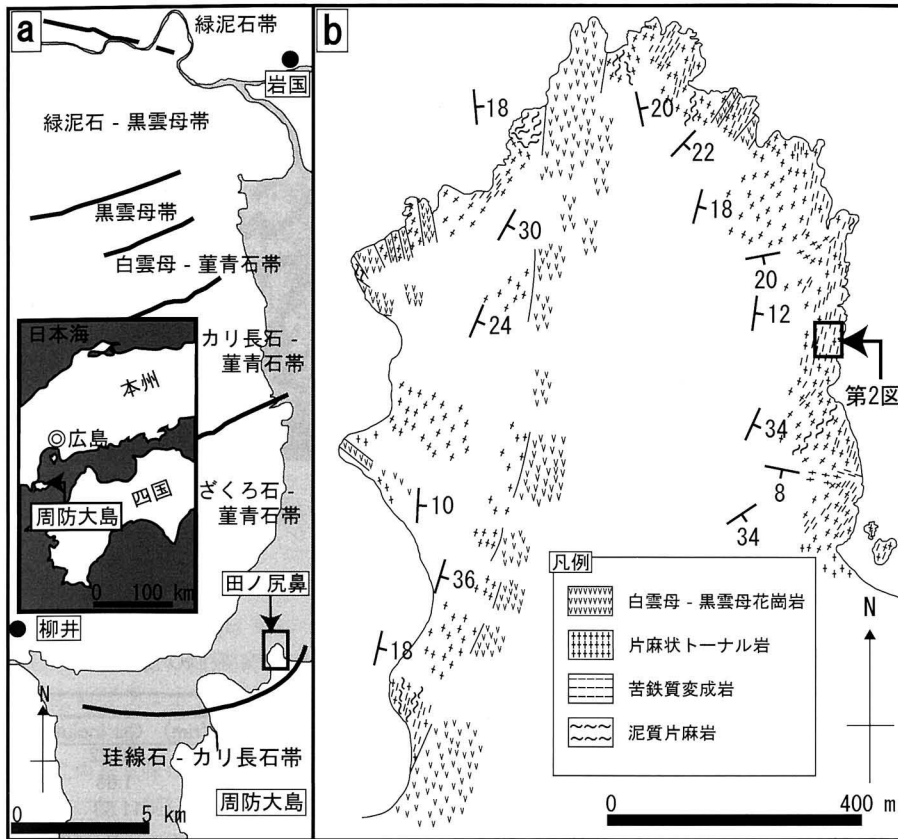 a
緑泥石帯
岩国
緑泥石 - 黒雲母帯
黒雲母帯
白雲母 - 菫青石帯
カリ長石 -
菫青石帯
日本海
本州
広島
四国
周防大島
0 100 km
ざくろ石 -
菫青石帯
田ノ尻鼻
柳井
N
珪線石 - カリ長石帯
周防大島
0 5 km
b
18
20
22
30
18
20
24
12
第2図
34
8
10
34
36
18
凡例
白雲母 - 黒雲母花崗岩
片麻状トーナル岩
苦鉄質変成岩
泥質片麻岩
N
0 400 m